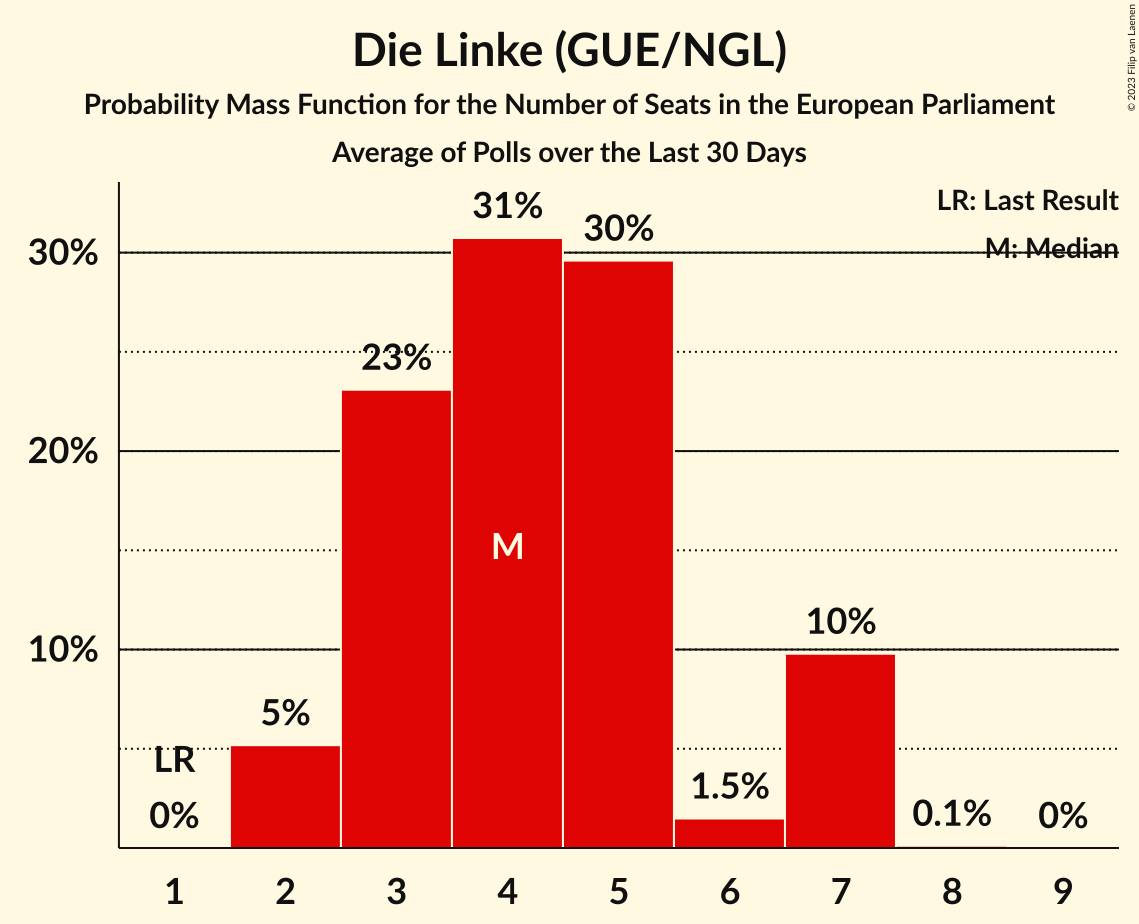 Die Linke (GUE/NGL)
Probability Mass Function for the Number of Seats in the European Parliament
Average of Polls over the Last 30 Days
© 2023 Filip van Laenen
LR: Last Result
M: Median
30%
20%
10%
LR
0%
5%
23%
31%
M
30%
1.5%
10%
0.1%
0%
1 2 3 4 5 6 7 8 9